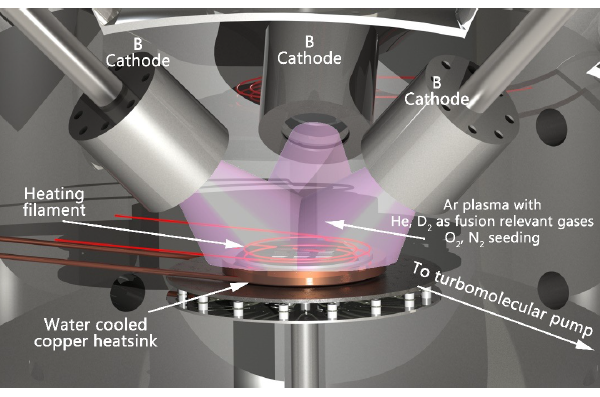 B
Cathode
B
Cathode
B
Cathode
Heating
filament
Ar plasma with
He, D₂ as fusion relevant gases
O₂, N₂ seeding
To turbomolecular pump
Water cooled
copper heatsink